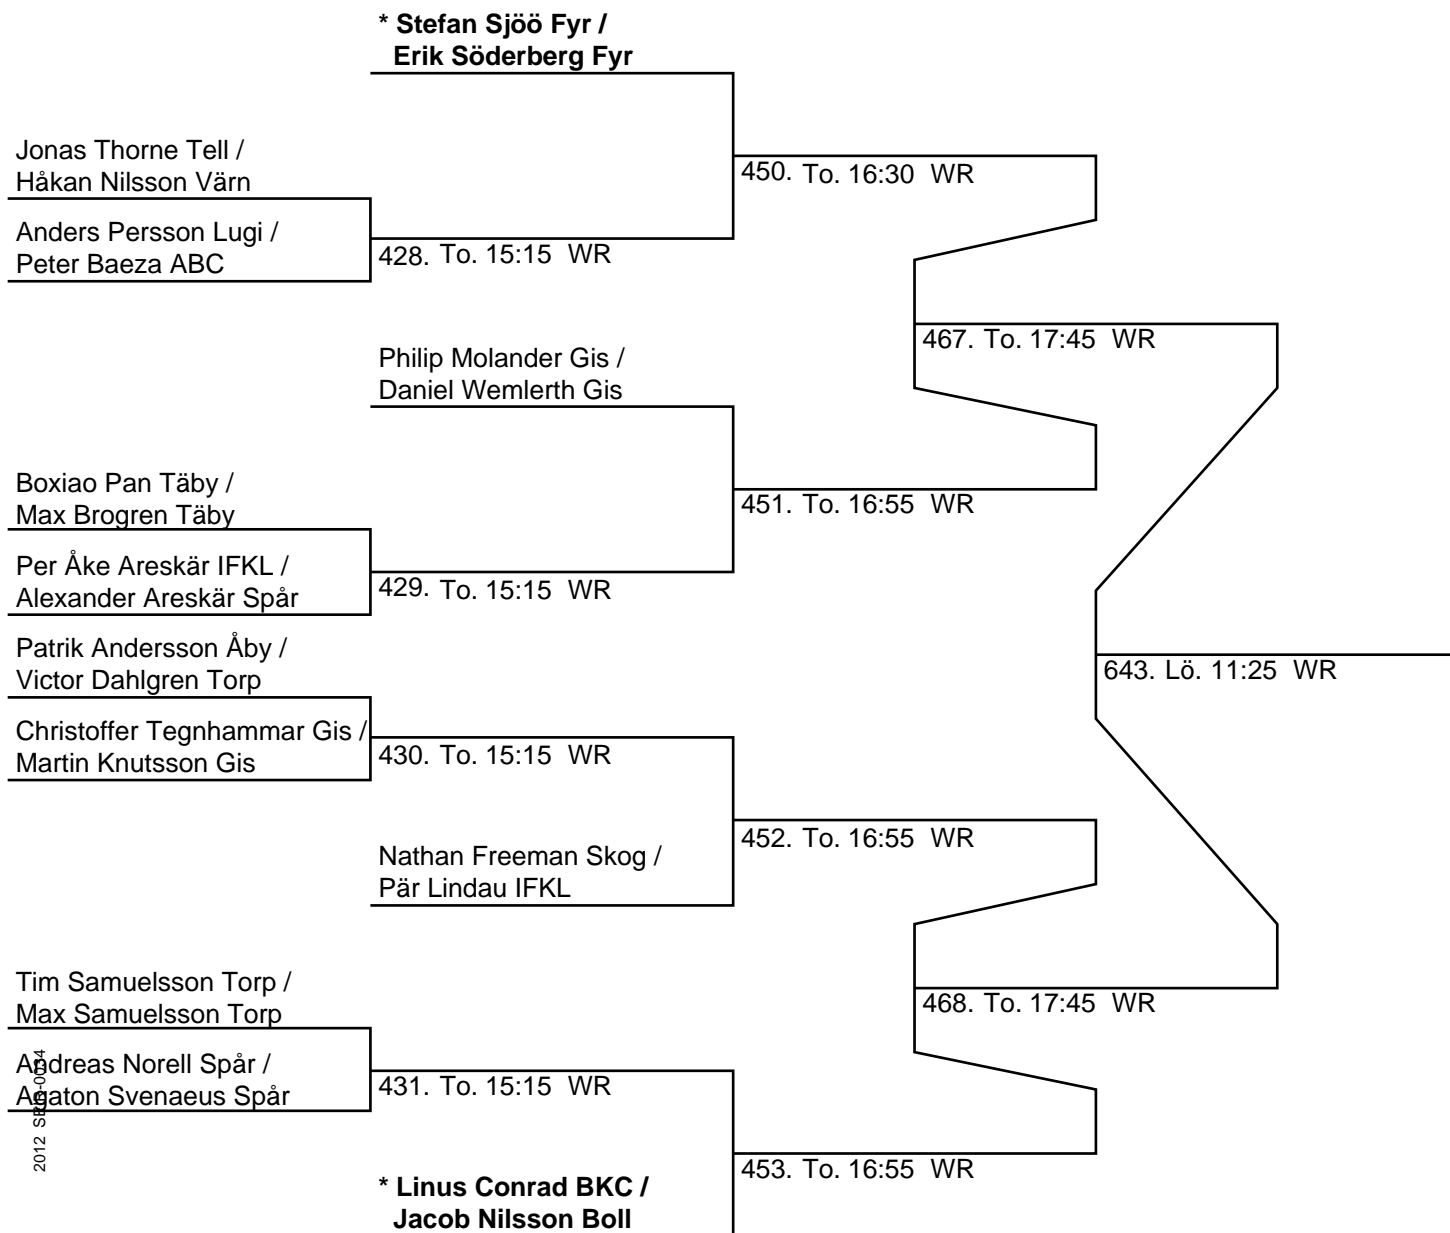 * Stefan Sjöö Fyr /
Erik Söderberg Fyr
Jonas Thorne Tell /
Håkan Nilsson Värn
450. To. 16:30 WR
Anders Persson Lugi /
Peter Baeza ABC
428. To. 15:15 WR
467. To. 17:45 WR
Philip Molander Gis /
Daniel Wemlerth Gis
Boxiao Pan Täby /
Max Brogren Täby
451. To. 16:55 WR
Per Åke Areskär IFKL /
Alexander Areskär Spår
429. To. 15:15 WR
Patrik Andersson Åby /
Victor Dahlgren Torp
643. Lö. 11:25 WR
Christoffer Tegnhammar Gis /
Martin Knutsson Gis
430. To. 15:15 WR
452. To. 16:55 WR
Nathan Freeman Skog /
Pär Lindau IFKL
Tim Samuelsson Torp /
Max Samuelsson Torp
468. To. 17:45 WR
Andreas Norell Spår /
Agaton Svenaeus Spår
431. To. 15:15 WR
2012
453. To. 16:55 WR
* Linus Conrad BKC /
Jacob Nilsson Boll